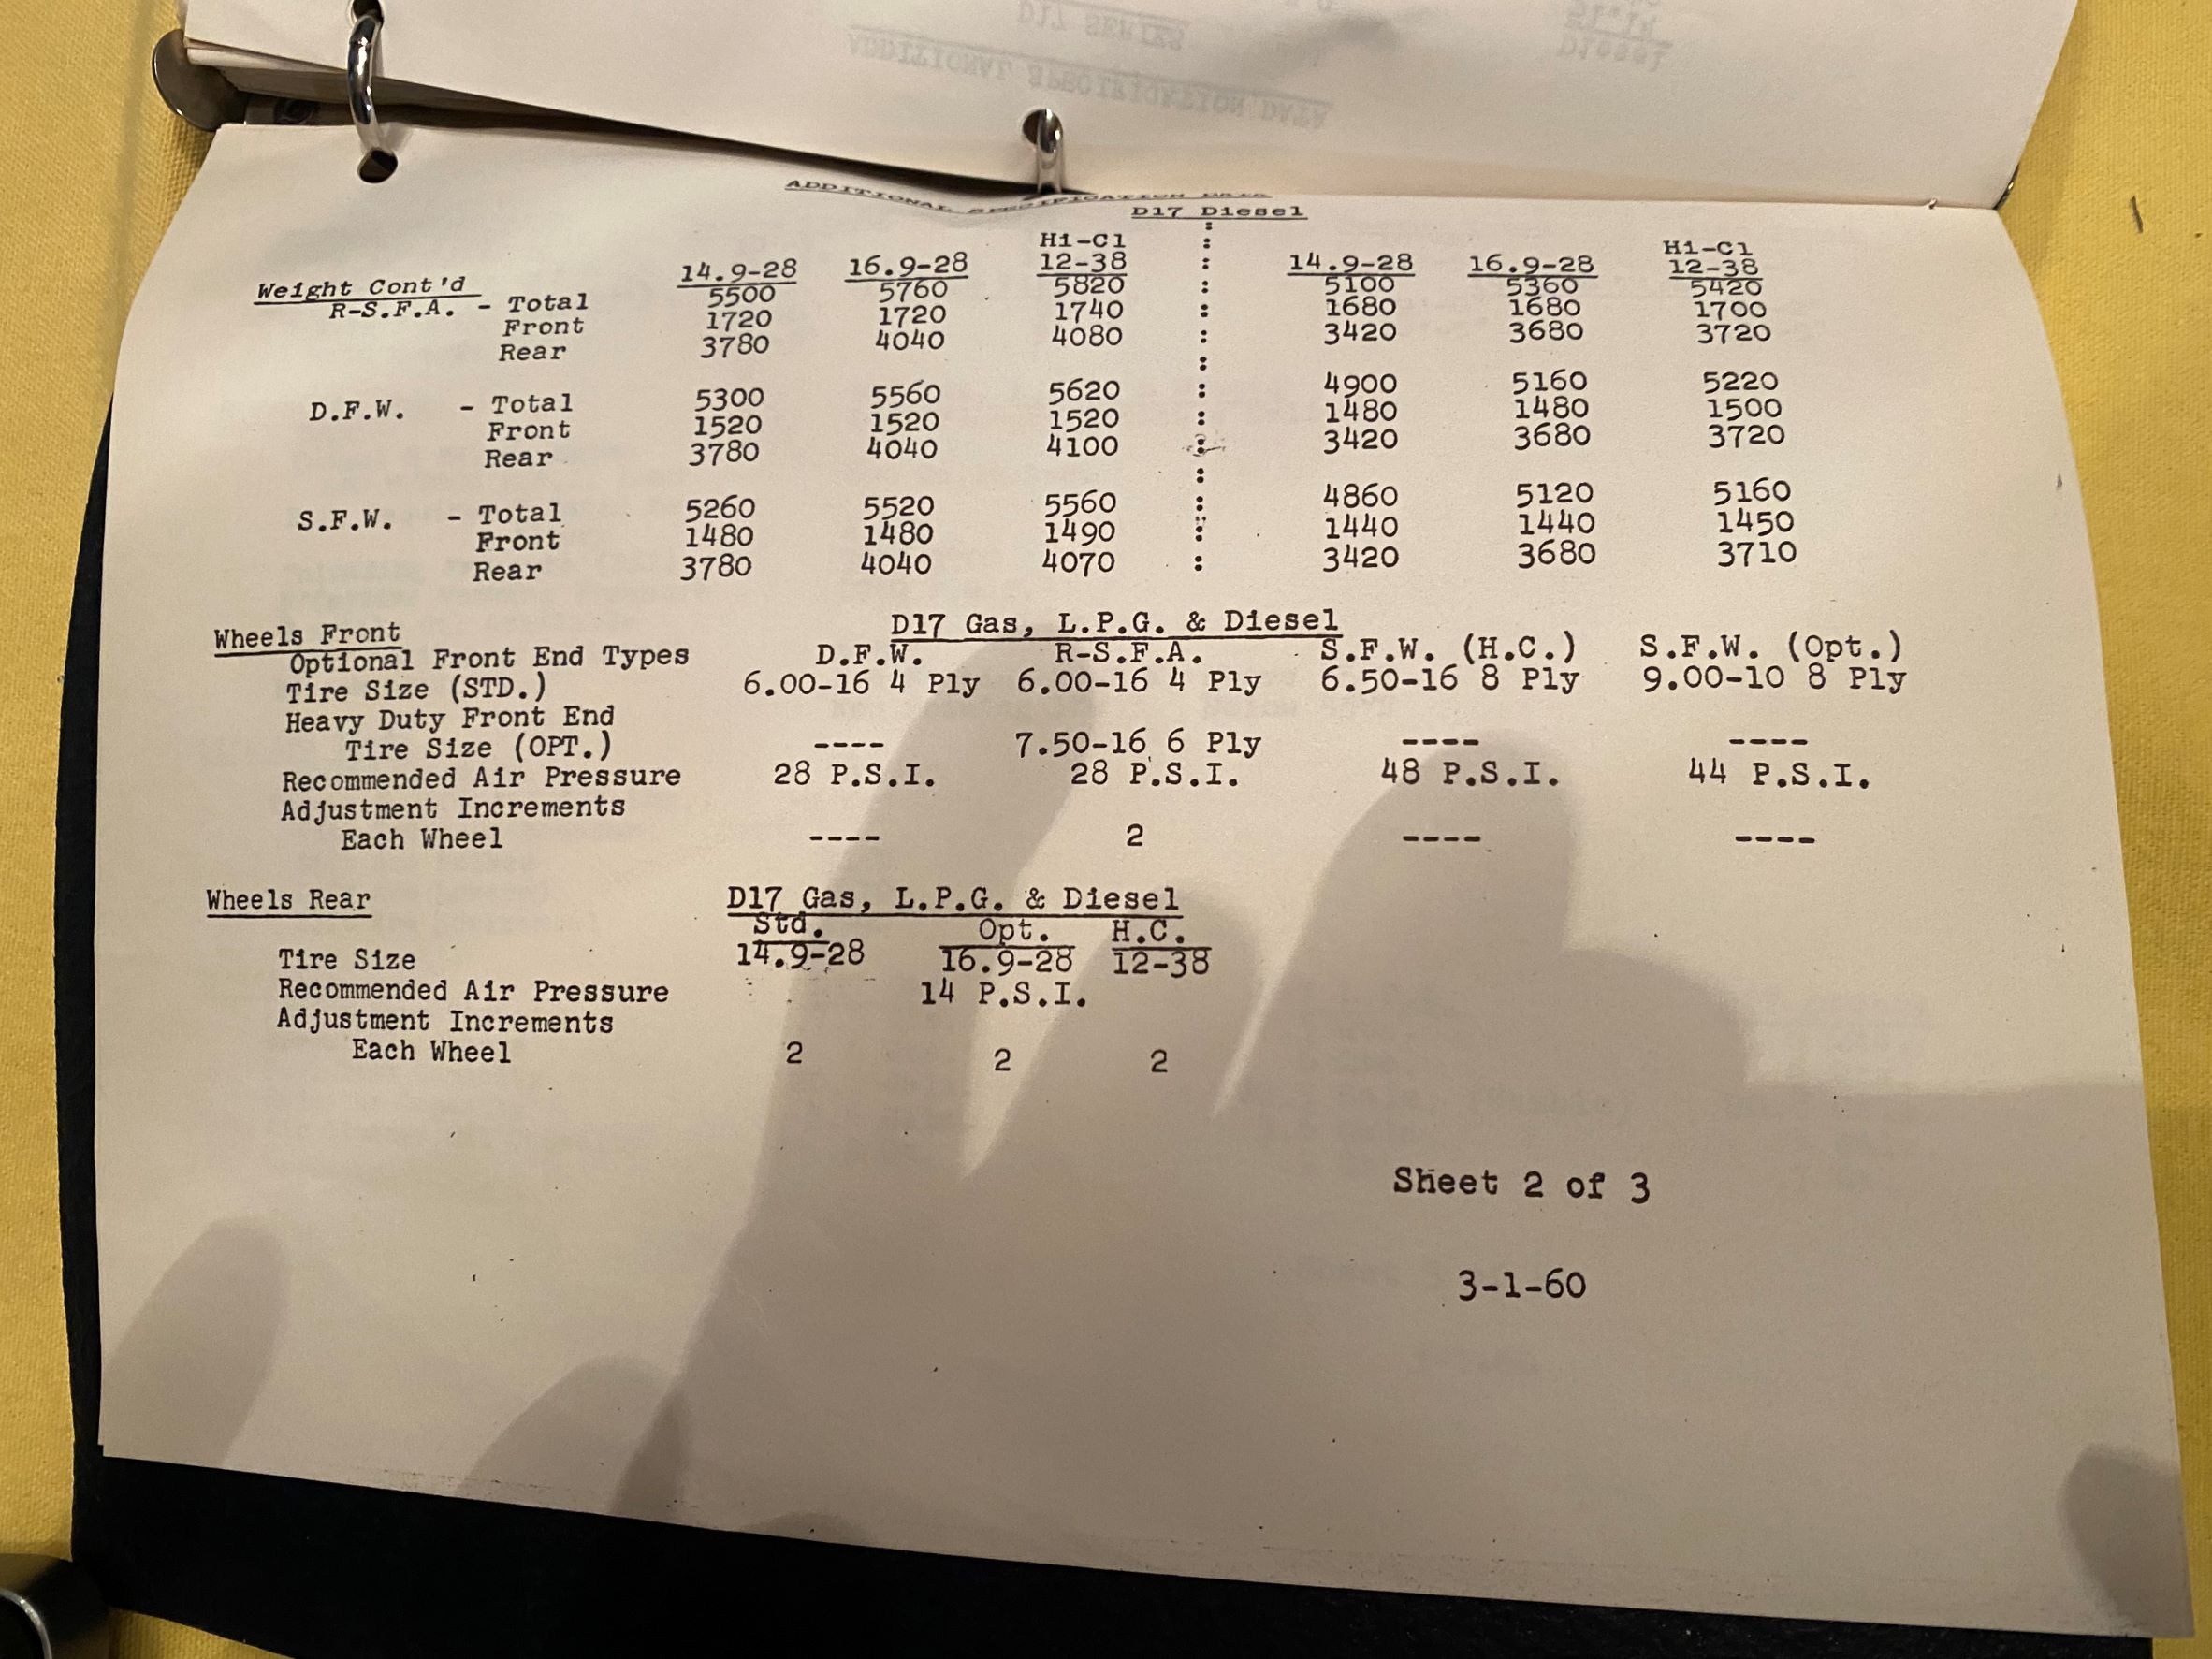 ADDITIONAL SPECIFICATION DATA
D17 Diesel
Hi-Cl Hi-Cl
14.9-28 16.9-28 12-38 : 14.9-28 16.9-28 12-38
Weight Cont'd
R-S.F.A. - Total 5500 5760 5820 : 5100 5360 5420
Front 1720 1720 1740 : 1680 1680 1700
Rear 3780 4040 4080 : 3420 3680 3720
D.F.W. - Total 5300 5560 5620 : 4900 5160 5220
Front 1520 1520 1520 : 1480 1480 1500
Rear 3780 4040 4100 : 3420 3680 3720
S.F.W. - Total 5260 5520 5560 : 4860 5120 5160
Front 1480 1480 1490 : 1440 1440 1450
Rear 3780 4040 4070 : 3420 3680 3710
Wheels Front D17 Gas, L.P.G. & Diesel
Optional Front End Types D.F.W. R-S.F.A. S.F.W. (H.C.) S.F.W. (Opt.)
Tire Size (STD.) 6.00-16 4 Ply 6.00-16 4 Ply 6.50-16 8 Ply 9.00-10 8 Ply
Heavy Duty Front End
Tire Size (OPT.) ---- 7.50-16 6 Ply ---- ----
Recommended Air Pressure 28 P.S.I. 28 P.S.I. 48 P.S.I. 44 P.S.I.
Adjustment Increments
Each Wheel ---- 2 ---- ----
Wheels Rear D17 Gas, L.P.G. & Diesel
Std. Opt. H.C.
Tire Size 14.9-28 16.9-28 12-38
Recommended Air Pressure 14 P.S.I.
Adjustment Increments
Each Wheel 2 2 2
Sheet 2 of 3
3-1-60